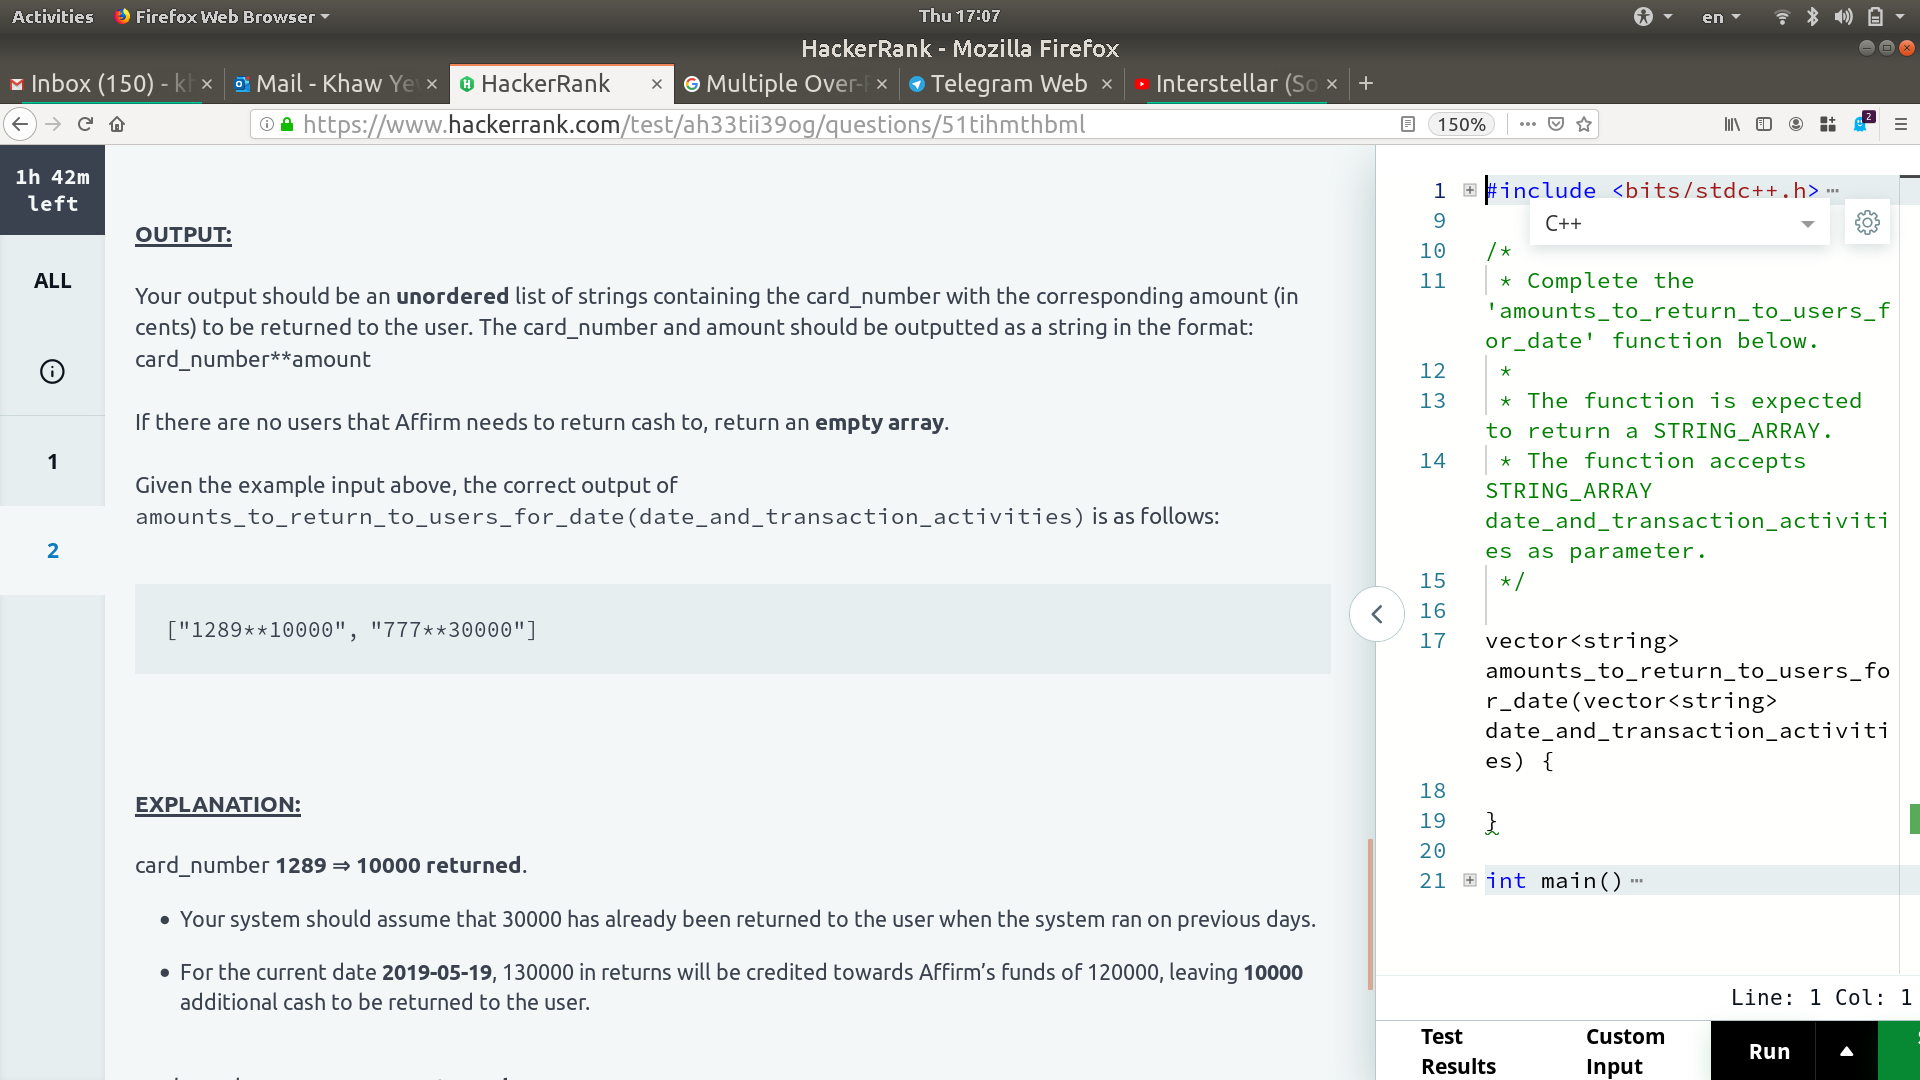 Activities Firefox Web Browser Thu 17:07 en
HackerRank - Mozilla Firefox
Inbox (150) - kh Mail - Khaw Ye HackerRank Multiple Over- Telegram Web Interstellar (So
https://www.hackerrank.com/test/ah33tii39og/questions/51tihmthbml 150% 2
1h 42m
left
ALL
1
2
OUTPUT:
Your output should be an unordered list of strings containing the card_number with the corresponding amount (in
cents) to be returned to the user. The card_number and amount should be outputted as a string in the format:
card_number**amount
If there are no users that Affirm needs to return cash to, return an empty array.
Given the example input above, the correct output of
amounts_to_return_to_users_for_date(date_and_transaction_activities) is as follows:
["1289**10000", "777**30000"]
EXPLANATION:
card_number 1289 ⇒ 10000 returned.
• Your system should assume that 30000 has already been returned to the user when the system ran on previous days.
• For the current date 2019-05-19, 130000 in returns will be credited towards Affirm’s funds of 120000, leaving 10000
additional cash to be returned to the user.
1 #include <bits/stdc++.h>
C++
9
10 /*
11 * Complete the
'amounts_to_return_to_users_f
or_date' function below.
12 *
13 * The function is expected
to return a STRING_ARRAY.
14 * The function accepts
STRING_ARRAY
date_and_transaction_activiti
es as parameter.
15 */
16
17 vector<string>
amounts_to_return_to_users_fo
r_date(vector<string>
date_and_transaction_activiti
es) {
18
19 }
20
21 int main()
Line: 1 Col: 1
Test
Results
Custom
Input
Run